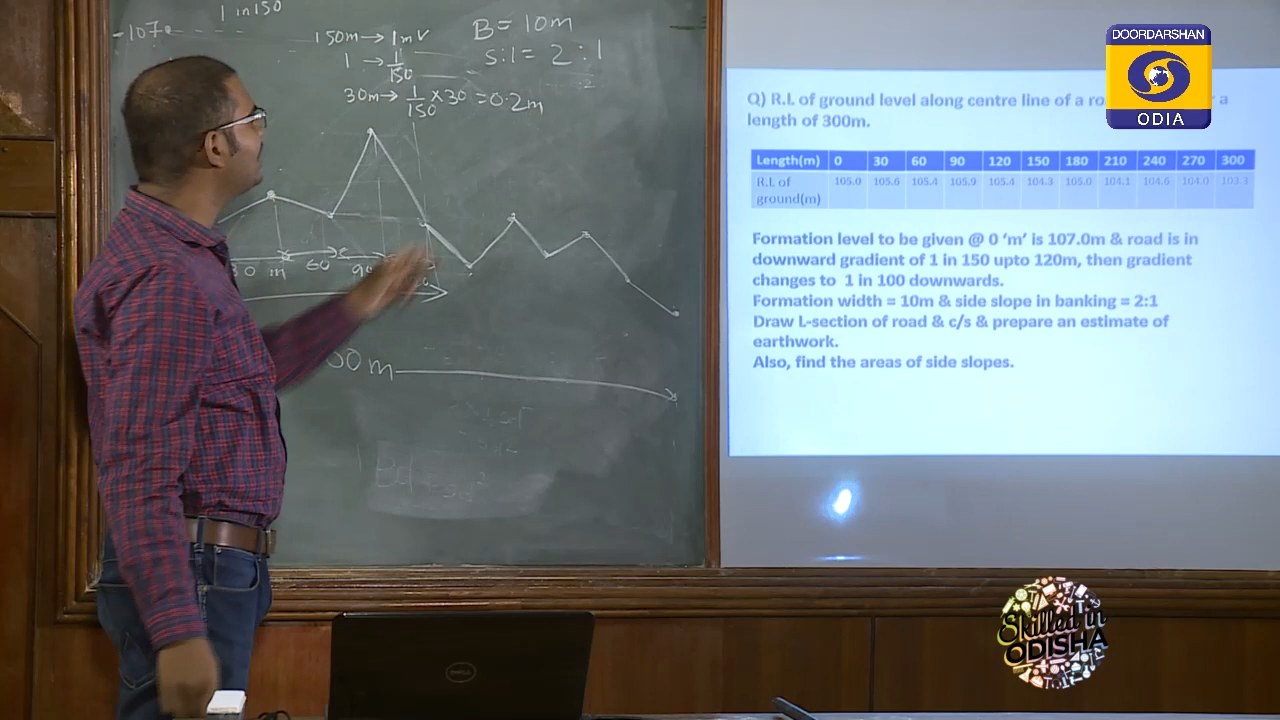 1 in 150
107.
150m → 1m V
1 → 1/150
30m → 1/150 × 30 = 0.2m
B = 10m
S:1 = 2 : 1
30 m
60
90
00 m
DOORDARSHAN
ODIA
Q) R.L of ground level along centre line of a
length of 300m.
Length(m) 0 30 60 90 120 150 180 210 240 270 300
R.L of ground(m) 105.0 105.6 105.4 105.9 105.4 104.3 105.0 104.1 104.6 104.0 103.3
Formation level to be given @ 0 'm' is 107.0m & road is in
downward gradient of 1 in 150 upto 120m, then gradient
changes to 1 in 100 downwards.
Formation width = 10m & side slope in banking = 2:1
Draw L-section of road & c/s & prepare an estimate of
earthwork.
Also, find the areas of side slopes.
Skilled in
ODISHA
DELL